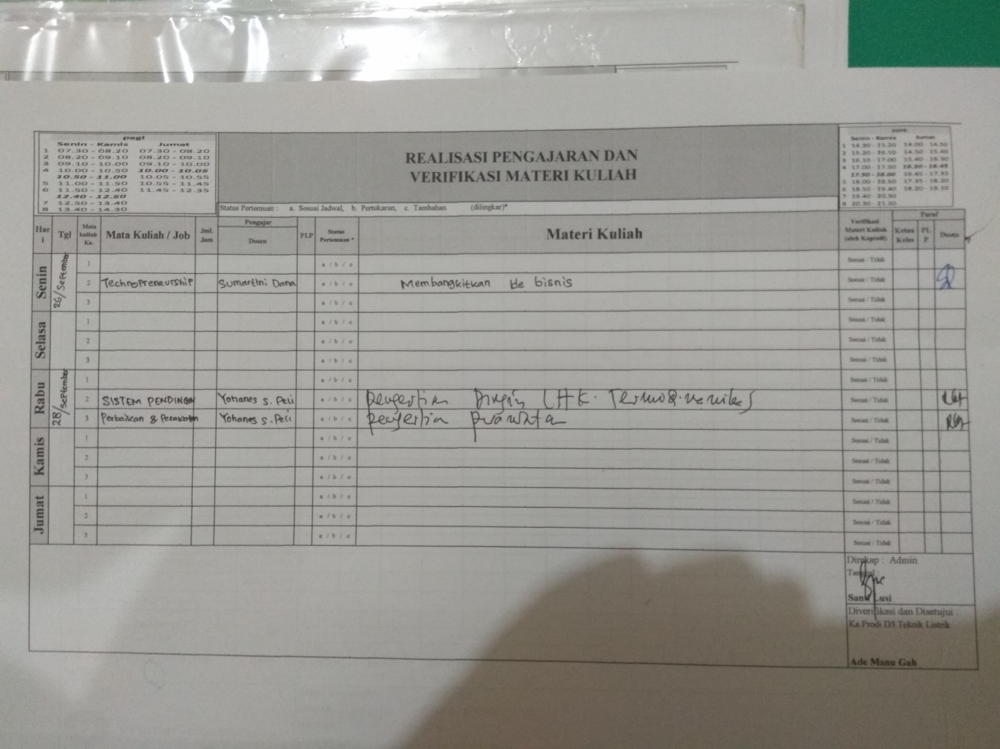 pagi
Senin - Kamis Jumat
1 07.30 - 08.20 07.30 - 08.20
2 08.20 - 09.10 08.20 - 09.10
3 09.10 - 10.00 09.10 - 10.00
4 10.00 - 10.50 10.00 - 10.05
10.50 - 11.00 10.05 - 10.55
5 11.00 - 11.50 10.55 - 11.45
6 11.50 - 12.40 11.45 - 12.35
12.40 - 12.50
7 12.50 - 13.40
8 13.40 - 14.30
REALISASI PENGAJARAN DAN
VERIFIKASI MATERI KULIAH
Status Pertemuan : a. Sesuai Jadwal, b. Pertukaran, c. Tambahan (dilingkar)*
Senin - Kamis Jumat
1 14.30 - 15.20 14.00 - 14.50
2 15.20 - 16.10 14.50 - 15.40
3 16.10 - 17.00 15.40 - 16.30
4 17.00 - 17.50 16.30 - 16.45
17.50 - 18.00 16.45 - 17.35
5 18.00 - 18.50 17.35 - 18.20
6 18.50 - 19.40 18.20 - 19.10
7 19.40 - 20.30
8 20.30 - 21.20
Hari Tgl Mata kuliah Ke- Mata Kuliah / Job Jml. Jam Pengajar Dosen PLP Status Pertemuan * Materi Kuliah Verifikasi Materi Kuliah (oleh Kaprodi) Paraf Ketua Kelas PLP Dosen
Senin 26/September
1 a / b / c Sesuai / Tidak
2 Technopreneurship Sumartini Dana a / b / c Membangkitkan Ide bisnis Sesuai / Tidak
3 a / b / c Sesuai / Tidak
Selasa
1 a / b / c Sesuai / Tidak
2 a / b / c Sesuai / Tidak
3 a / b / c Sesuai / Tidak
Rabu 28/September
1 a / b / c Sesuai / Tidak
2 SISTEM PENDINGIN Yohanes S. Peli a / b / c Pengertian Sesuai / Tidak
3 Perbaikan & Perawatan Yohanes S. Peli a / b / c Pengertian Sesuai / Tidak
Kamis
1 a / b / c Sesuai / Tidak
2 a / b / c Sesuai / Tidak
3 a / b / c Sesuai / Tidak
Jumat
1 a / b / c Sesuai / Tidak
2 a / b / c Sesuai / Tidak
3 a / b / c Sesuai / Tidak
Direkap : Admin
Tanggal :
Lusi
Diverifikasi dan Disetujui :
Ka.Prodi D3 Teknik Listrik
Ade Manu Gah